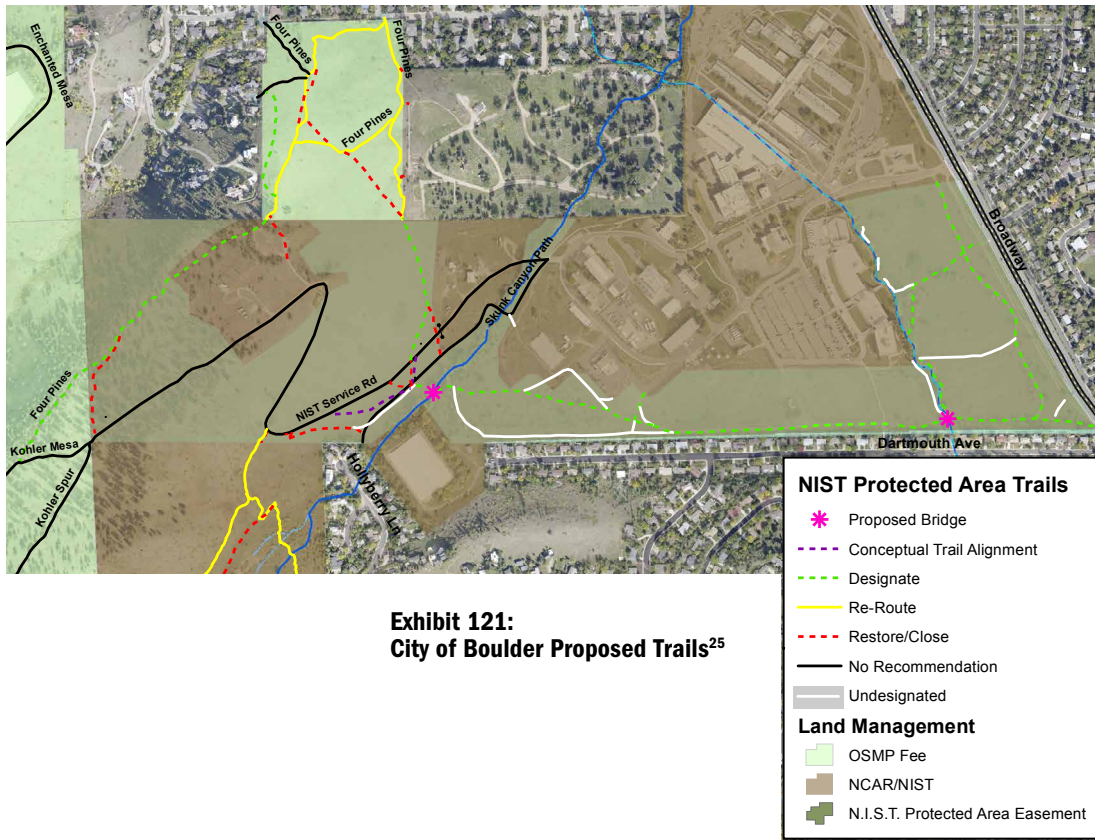 Enchanted Mesa
Four Pines
Four Pines
Four Pines
Broadway
Skunk Canyon Path
Four Pines
NIST Service Rd
Kohler Mesa
Kohler Spur
Hollyberry Ln
Dartmouth Ave
NIST Protected Area Trails
Proposed Bridge
Conceptual Trail Alignment
Designate
Re-Route
Restore/Close
No Recommendation
Undesignated
Land Management
OSMP Fee
NCAR/NIST
N.I.S.T. Protected Area Easement
Exhibit 121:
City of Boulder Proposed Trails25